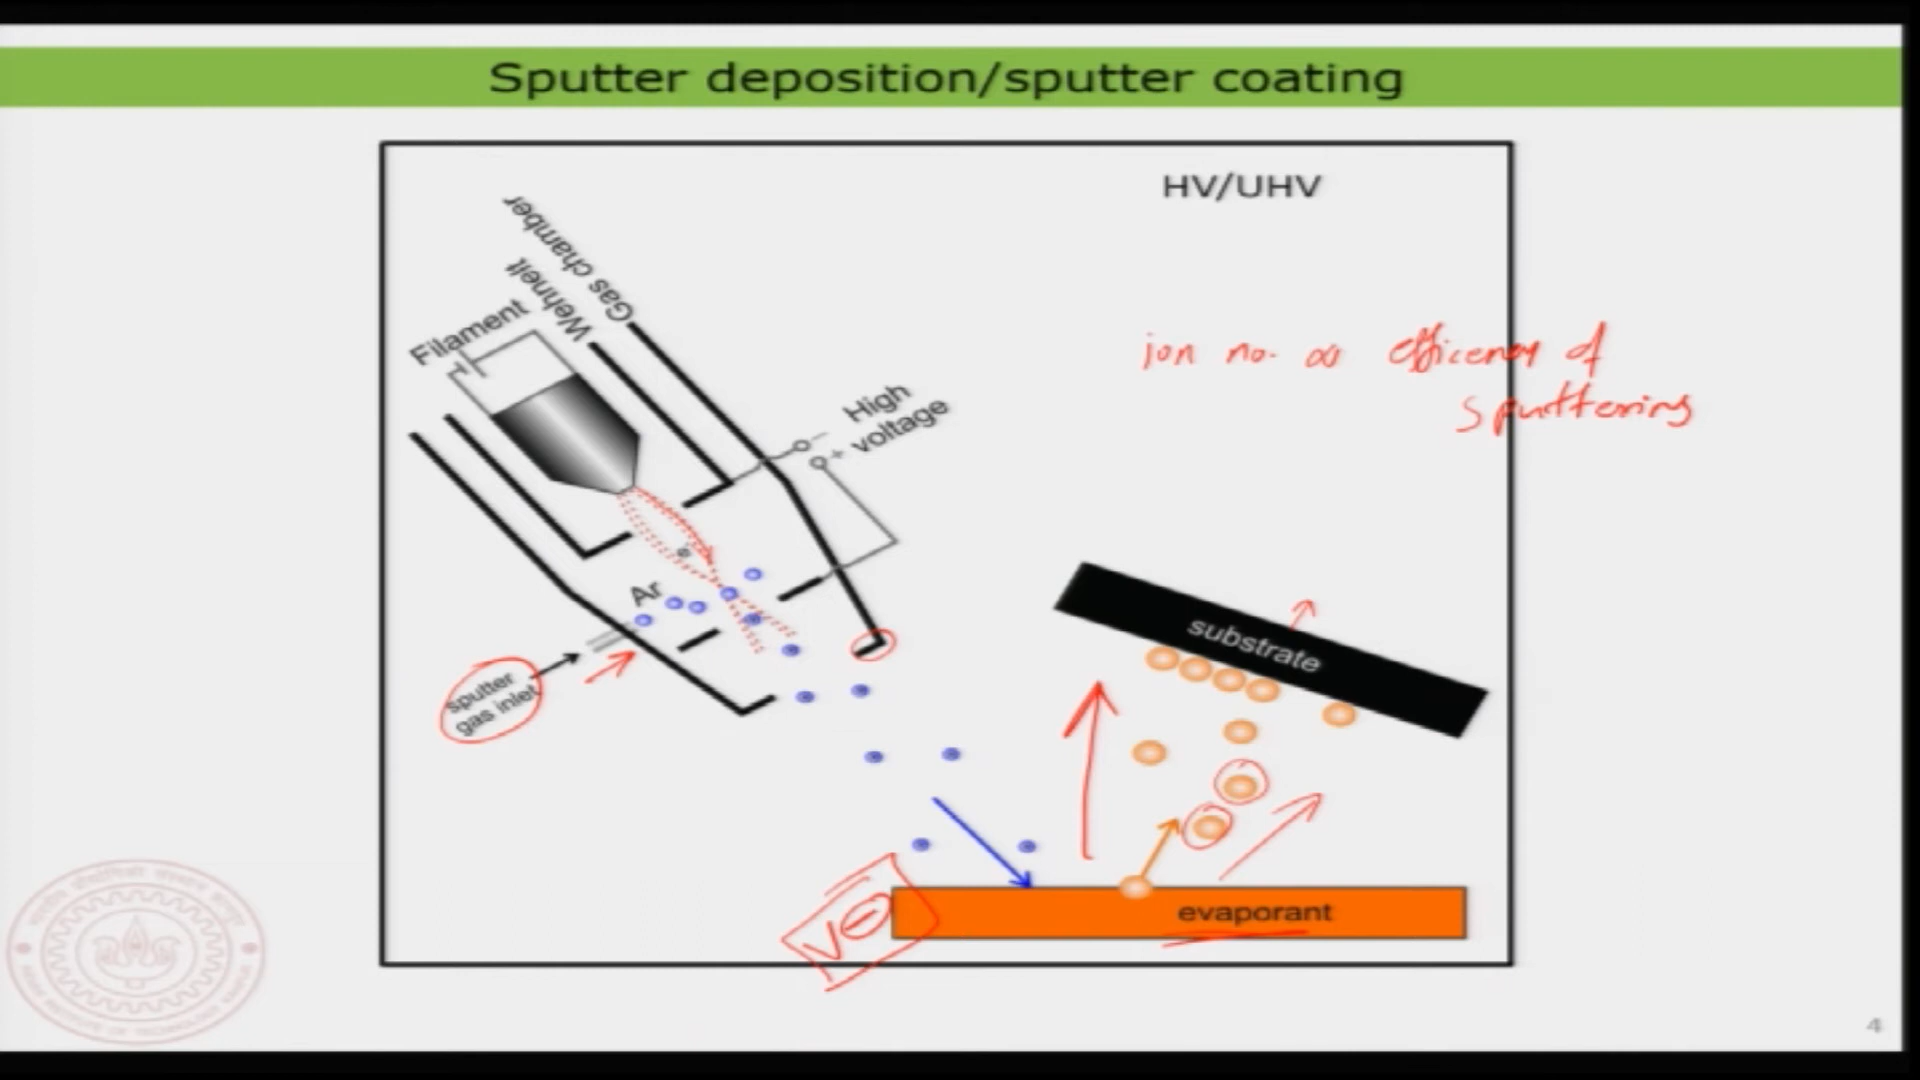 Sputter deposition/sputter coating
HV/UHV
Gas chamber
Wehnelt
Filament
High
voltage
−
+
ion no. ∝ efficeney of
sputtering
Ar
substrate
sputter
gas inlet
V⊖
evaporant
4